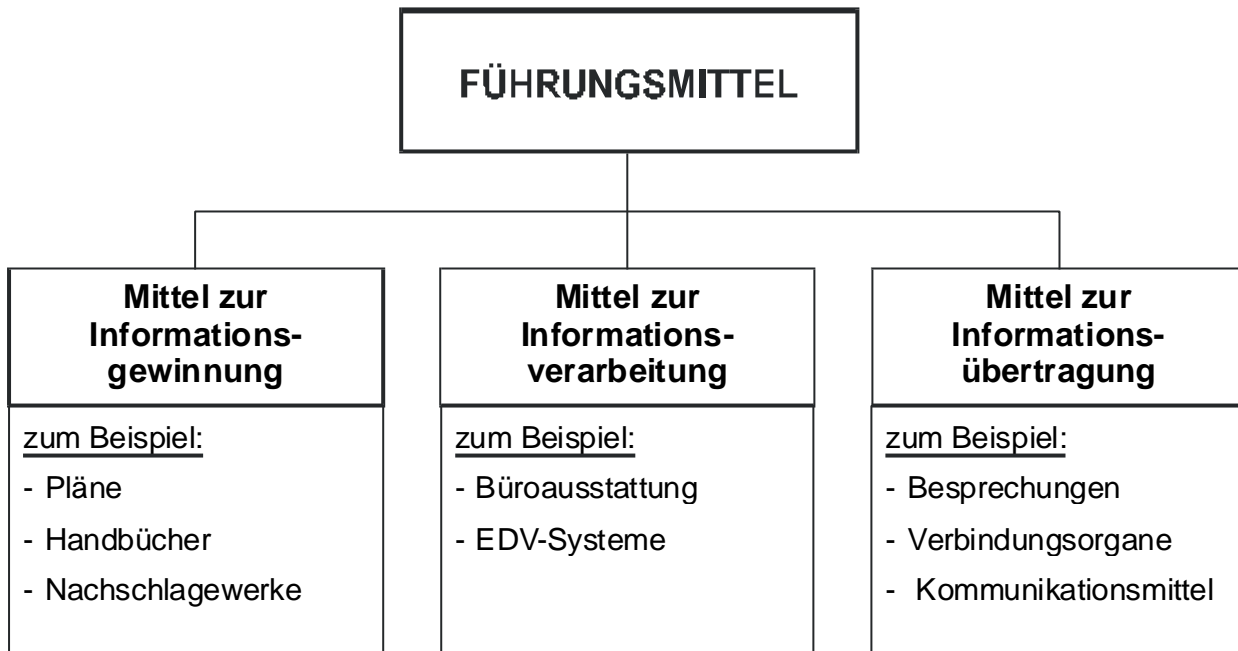 FÜHRUNGSMITTEL
Mittel zur
Informations-
gewinnung
zum Beispiel:
- Pläne
- Handbücher
- Nachschlagewerke
Mittel zur
Informations-
verarbeitung
zum Beispiel:
- Büroausstattung
- EDV-Systeme
Mittel zur
Informations-
übertragung
zum Beispiel:
- Besprechungen
- Verbindungsorgane
- Kommunikationsmittel